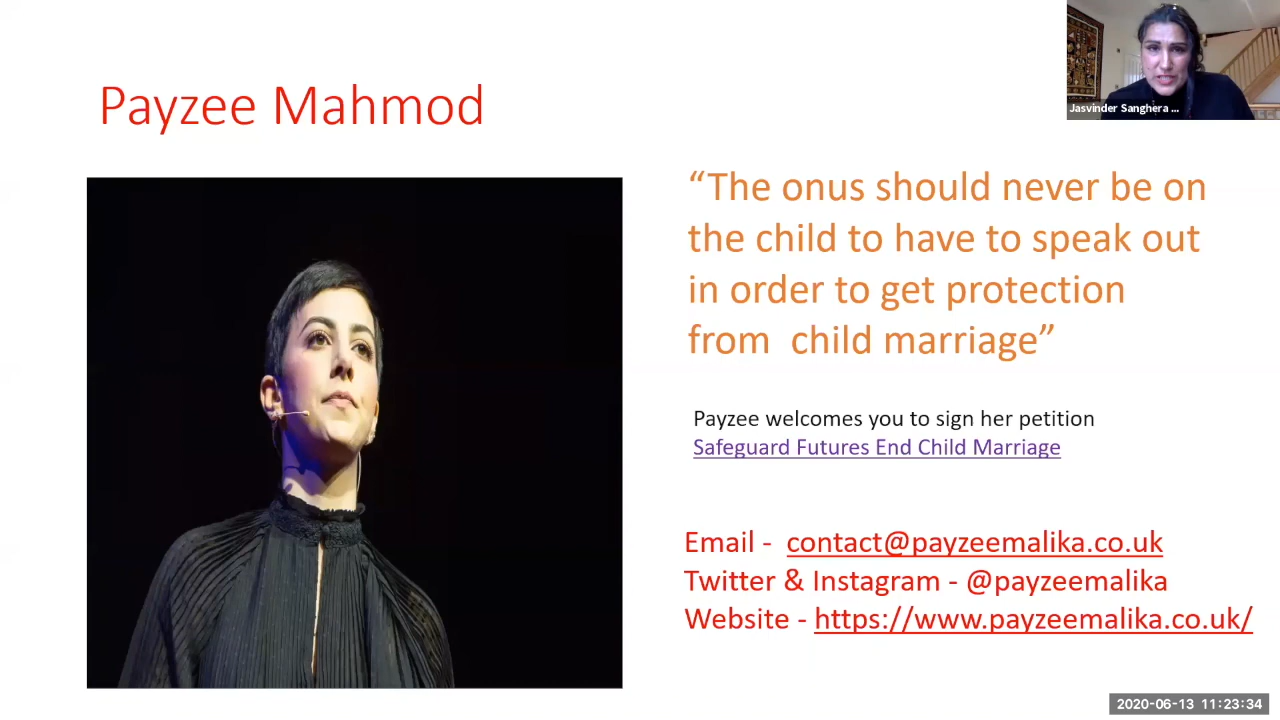 Payzee Mahmod
Jasvinder Sanghera ...
“The onus should never be on
the child to have to speak out
in order to get protection
from  child marriage”
Payzee welcomes you to sign her petition
Safeguard Futures End Child Marriage
Email -  contact@payzeemalika.co.uk
Twitter & Instagram - @payzeemalika
Website - https://www.payzeemalika.co.uk/
2020-06-13 11:23:34